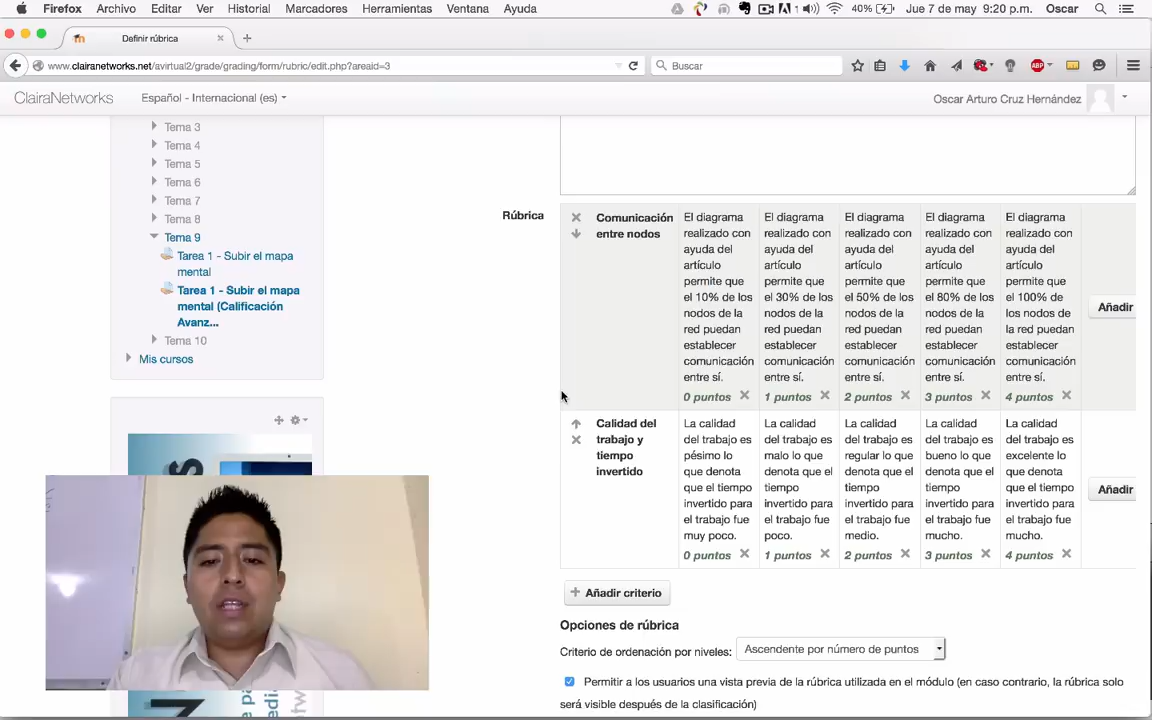 Firefox Archivo Editar Ver Historial Marcadores Herramientas Ventana Ayuda 40% Jue 7 de may 9:20 p.m. Oscar
Definir rúbrica
www.clairanetworks.net/avirtual2/grade/grading/form/rubric/edit.php?areaid=3
Buscar
ABP
ClairaNetworks
Español - Internacional (es)
Oscar Arturo Cruz Hernández
Tema 3
Tema 4
Tema 5
Tema 6
Tema 7
Tema 8
Tema 9
Tarea 1 - Subir el mapa
mental
Tarea 1 - Subir el mapa
mental (Calificación
Avanz...
Tema 10
Mis cursos
Rúbrica
Comunicación
entre nodos
El diagrama
realizado con
ayuda del
artículo
permite que
el 10% de los
nodos de la
red puedan
establecer
comunicación
entre sí.
0 puntos
El diagrama
realizado con
ayuda del
artículo
permite que
el 30% de los
nodos de la
red puedan
establecer
comunicación
entre sí.
1 puntos
El diagrama
realizado con
ayuda del
artículo
permite que
el 50% de los
nodos de la
red puedan
establecer
comunicación
entre sí.
2 puntos
El diagrama
realizado con
ayuda del
artículo
permite que
el 80% de los
nodos de la
red puedan
establecer
comunicación
entre sí.
3 puntos
El diagrama
realizado con
ayuda del
artículo
permite que
el 100% de
los nodos de
la red puedan
establecer
comunicación
entre sí.
4 puntos
Añadir
Calidad del
trabajo y
tiempo
invertido
La calidad
del trabajo es
pésimo lo
que denota
que el tiempo
invertido para
el trabajo fue
muy poco.
0 puntos
La calidad
del trabajo es
malo lo que
denota que el
tiempo
invertido para
el trabajo fue
poco.
1 puntos
La calidad
del trabajo es
regular lo que
denota que el
tiempo
invertido para
el trabajo fue
medio.
2 puntos
La calidad
del trabajo es
bueno lo que
denota que el
tiempo
invertido para
el trabajo fue
mucho.
3 puntos
La calidad
del trabajo es
excelente lo
que denota
que el tiempo
invertido para
el trabajo fue
mucho.
4 puntos
Añadir
+ Añadir criterio
Opciones de rúbrica
Criterio de ordenación por niveles: Ascendente por número de puntos
Permitir a los usuarios una vista previa de la rúbrica utilizada en el módulo (en caso contrario, la rúbrica solo
será visible después de la clasificación)